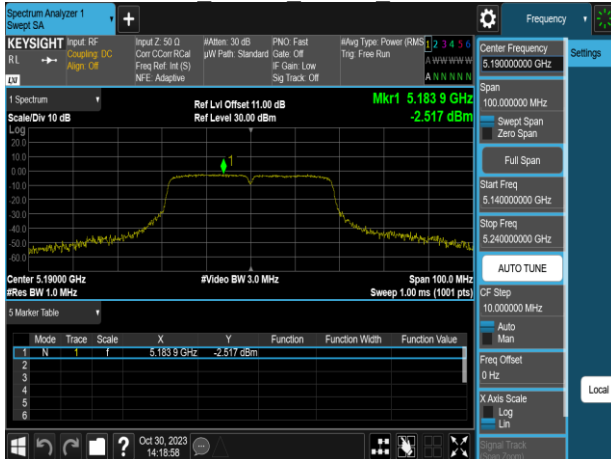 Spectrum Analyzer 1
Swept SA
+
Frequency
KEYSIGHT
RL
LXI
Input: RF
Coupling: DC
Align: Off
Input Z: 50 Ω
Corr CCorr RCal
Freq Ref: Int (S)
NFE: Adaptive
#Atten: 30 dB
µW Path: Standard
PNO: Fast
Gate: Off
IF Gain: Low
Sig Track: Off
#Avg Type: Power (RMS
Trig: Free Run
1 2 3 4 5 6
A W W W W W
A N N N N N
1 Spectrum
Scale/Div 10 dB
Ref Lvl Offset 11.00 dB
Ref Level 30.00 dBm
Mkr1 5.183 9 GHz
-2.517 dBm
Log
20.0
10.0
0.00
-10.0
-20.0
-30.0
-40.0
-50.0
-60.0
1
Center 5.19000 GHz
#Res BW 1.0 MHz
#Video BW 3.0 MHz
Span 100.0 MHz
Sweep 1.00 ms (1001 pts)
5 Marker Table
Mode Trace Scale X Y Function Function Width Function Value
1 N 1 f 5.183 9 GHz -2.517 dBm
2
3
4
5
6
?
Oct 30, 2023
14:18:58
Center Frequency
5.190000000 GHz
Settings
Span
100.000000 MHz
Swept Span
Zero Span
Full Span
Start Freq
5.140000000 GHz
Stop Freq
5.240000000 GHz
AUTO TUNE
CF Step
10.000000 MHz
Auto
Man
Freq Offset
0 Hz
Local
X Axis Scale
Log
Lin
Signal Track
(Span Zoom)